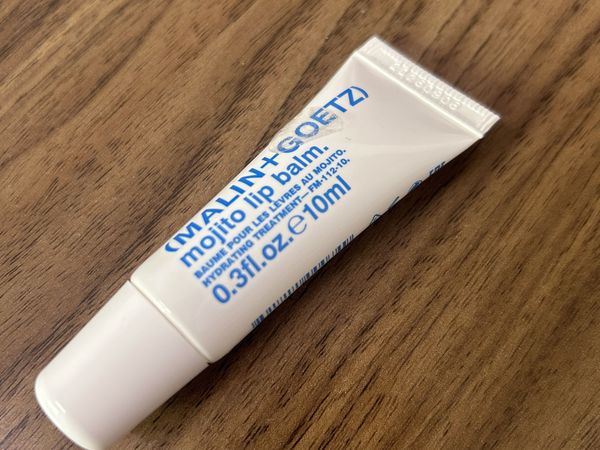 (MALIN+GOETZ)
mojito lip balm.
BAUME POUR LES LÈVRES AU MOJITO.
HYDRATING TREATMENT—FM-112-10.
0.3fl.oz.℮10ml